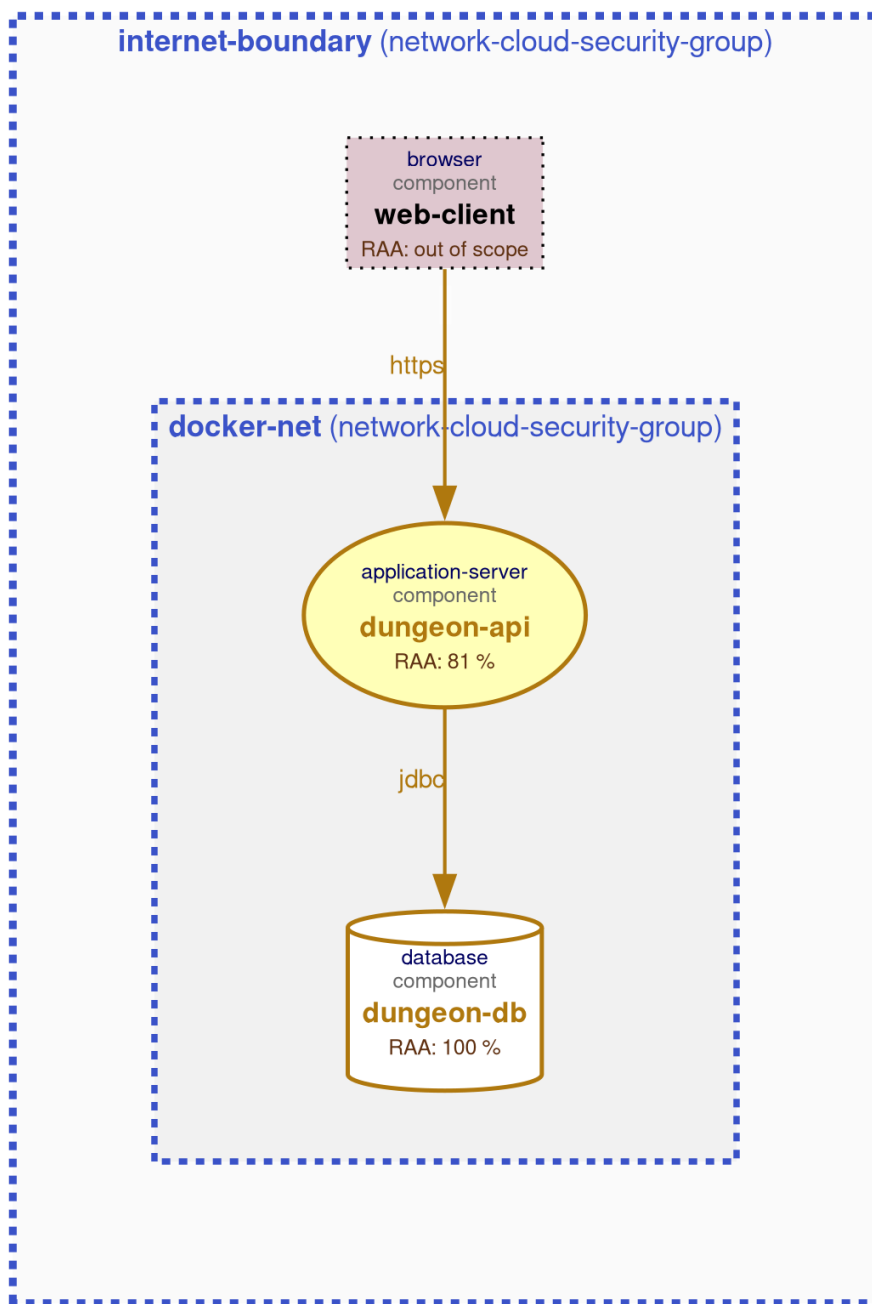 internet-boundary (network-cloud-security-group)
browser
component
web-client
RAA: out of scope
https
docker-net (network-cloud-security-group)
application-server
component
dungeon-api
RAA: 81 %
jdbc
database
component
dungeon-db
RAA: 100 %